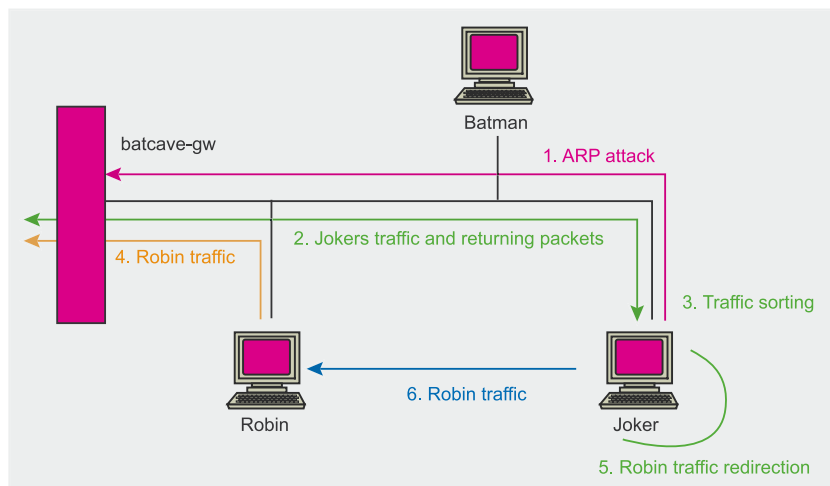 Batman
batcave-gw
1. ARP attack
2. Jokers traffic and returning packets
4. Robin traffic
3. Traffic sorting
6. Robin traffic
Robin
Joker
5. Robin traffic redirection